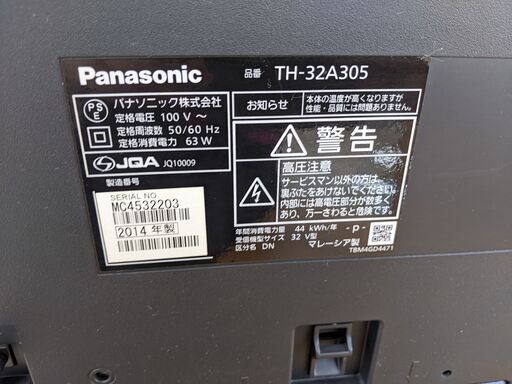 Panasonic
品番 TH-32A305
PS
E
パナソニック株式会社
定格電圧 100 V ～
定格周波数 50/60 Hz
定格消費電力 63 W
JQA JQ10009
製造番号
SERIAL NO.
MC4532203
2014 年製
お知らせ
本体の温度が高くなりますが
性能・品質には問題ありません
警告
高圧注意
サービスマン以外の方は、
裏ぶたをあけないでください。
内部には高電圧部分が数多く
あり、万一さわると危険です。
年間消費電力量 44 kWh/年 -P-
受信機型サイズ 32 V型
区分名 DN マレーシア製
TBM4GD4471